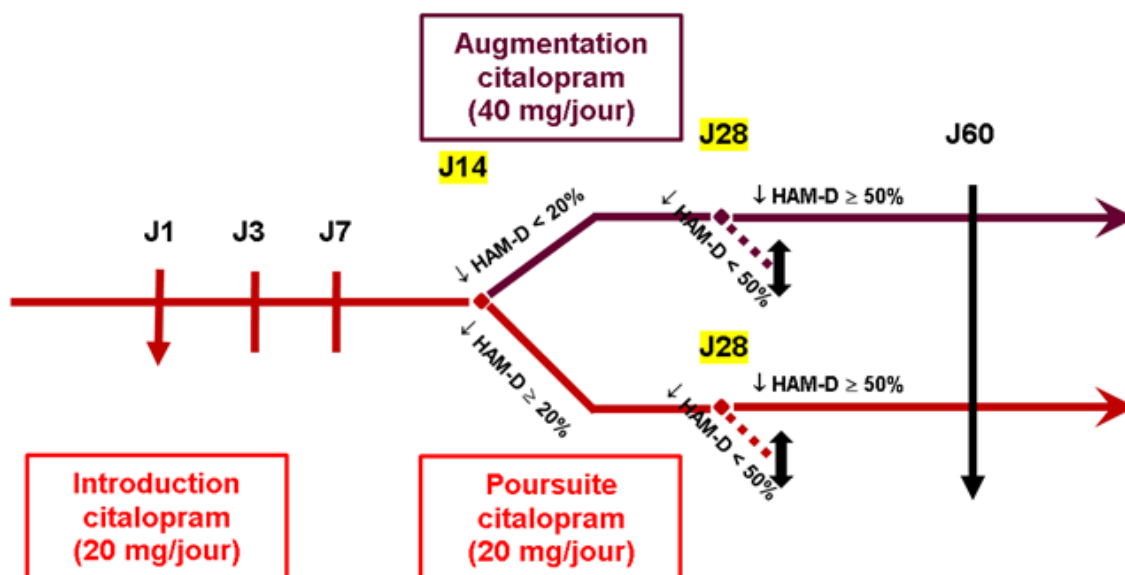 Augmentation
citalopram
(40 mg/jour)
J14
J28
J60
J1
J3
J7
↓ HAM-D < 20%
↓ HAM-D < 50%
↓ HAM-D ≥ 50%
↓ HAM-D ≥ 20%
J28
↓ HAM-D < 50%
↓ HAM-D ≥ 50%
Introduction
citalopram
(20 mg/jour)
Poursuite
citalopram
(20 mg/jour)